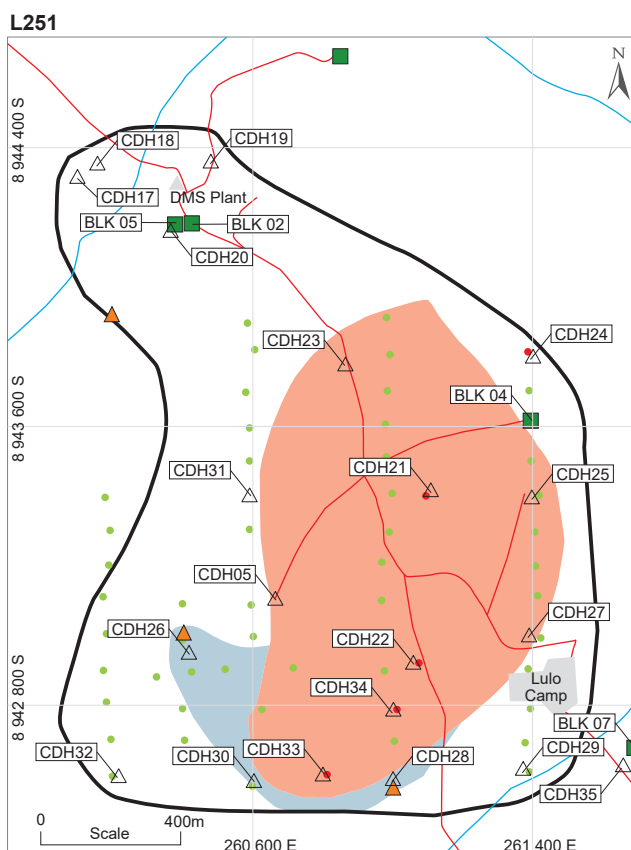 L251
N
8 944 400 S
CDH18
CDH19
CDH17
DMS Plant
BLK 05
BLK 02
CDH20
CDH23
CDH24
8 943 600 S
BLK 04
CDH31
CDH21
CDH25
CDH05
CDH26
CDH22
CDH27
CDH34
Lulo
Camp
8 942 800 S
BLK 07
CDH32
CDH30
CDH33
CDH28
CDH29
CDH35
0
400m
Scale
260 600 E
261 400 E